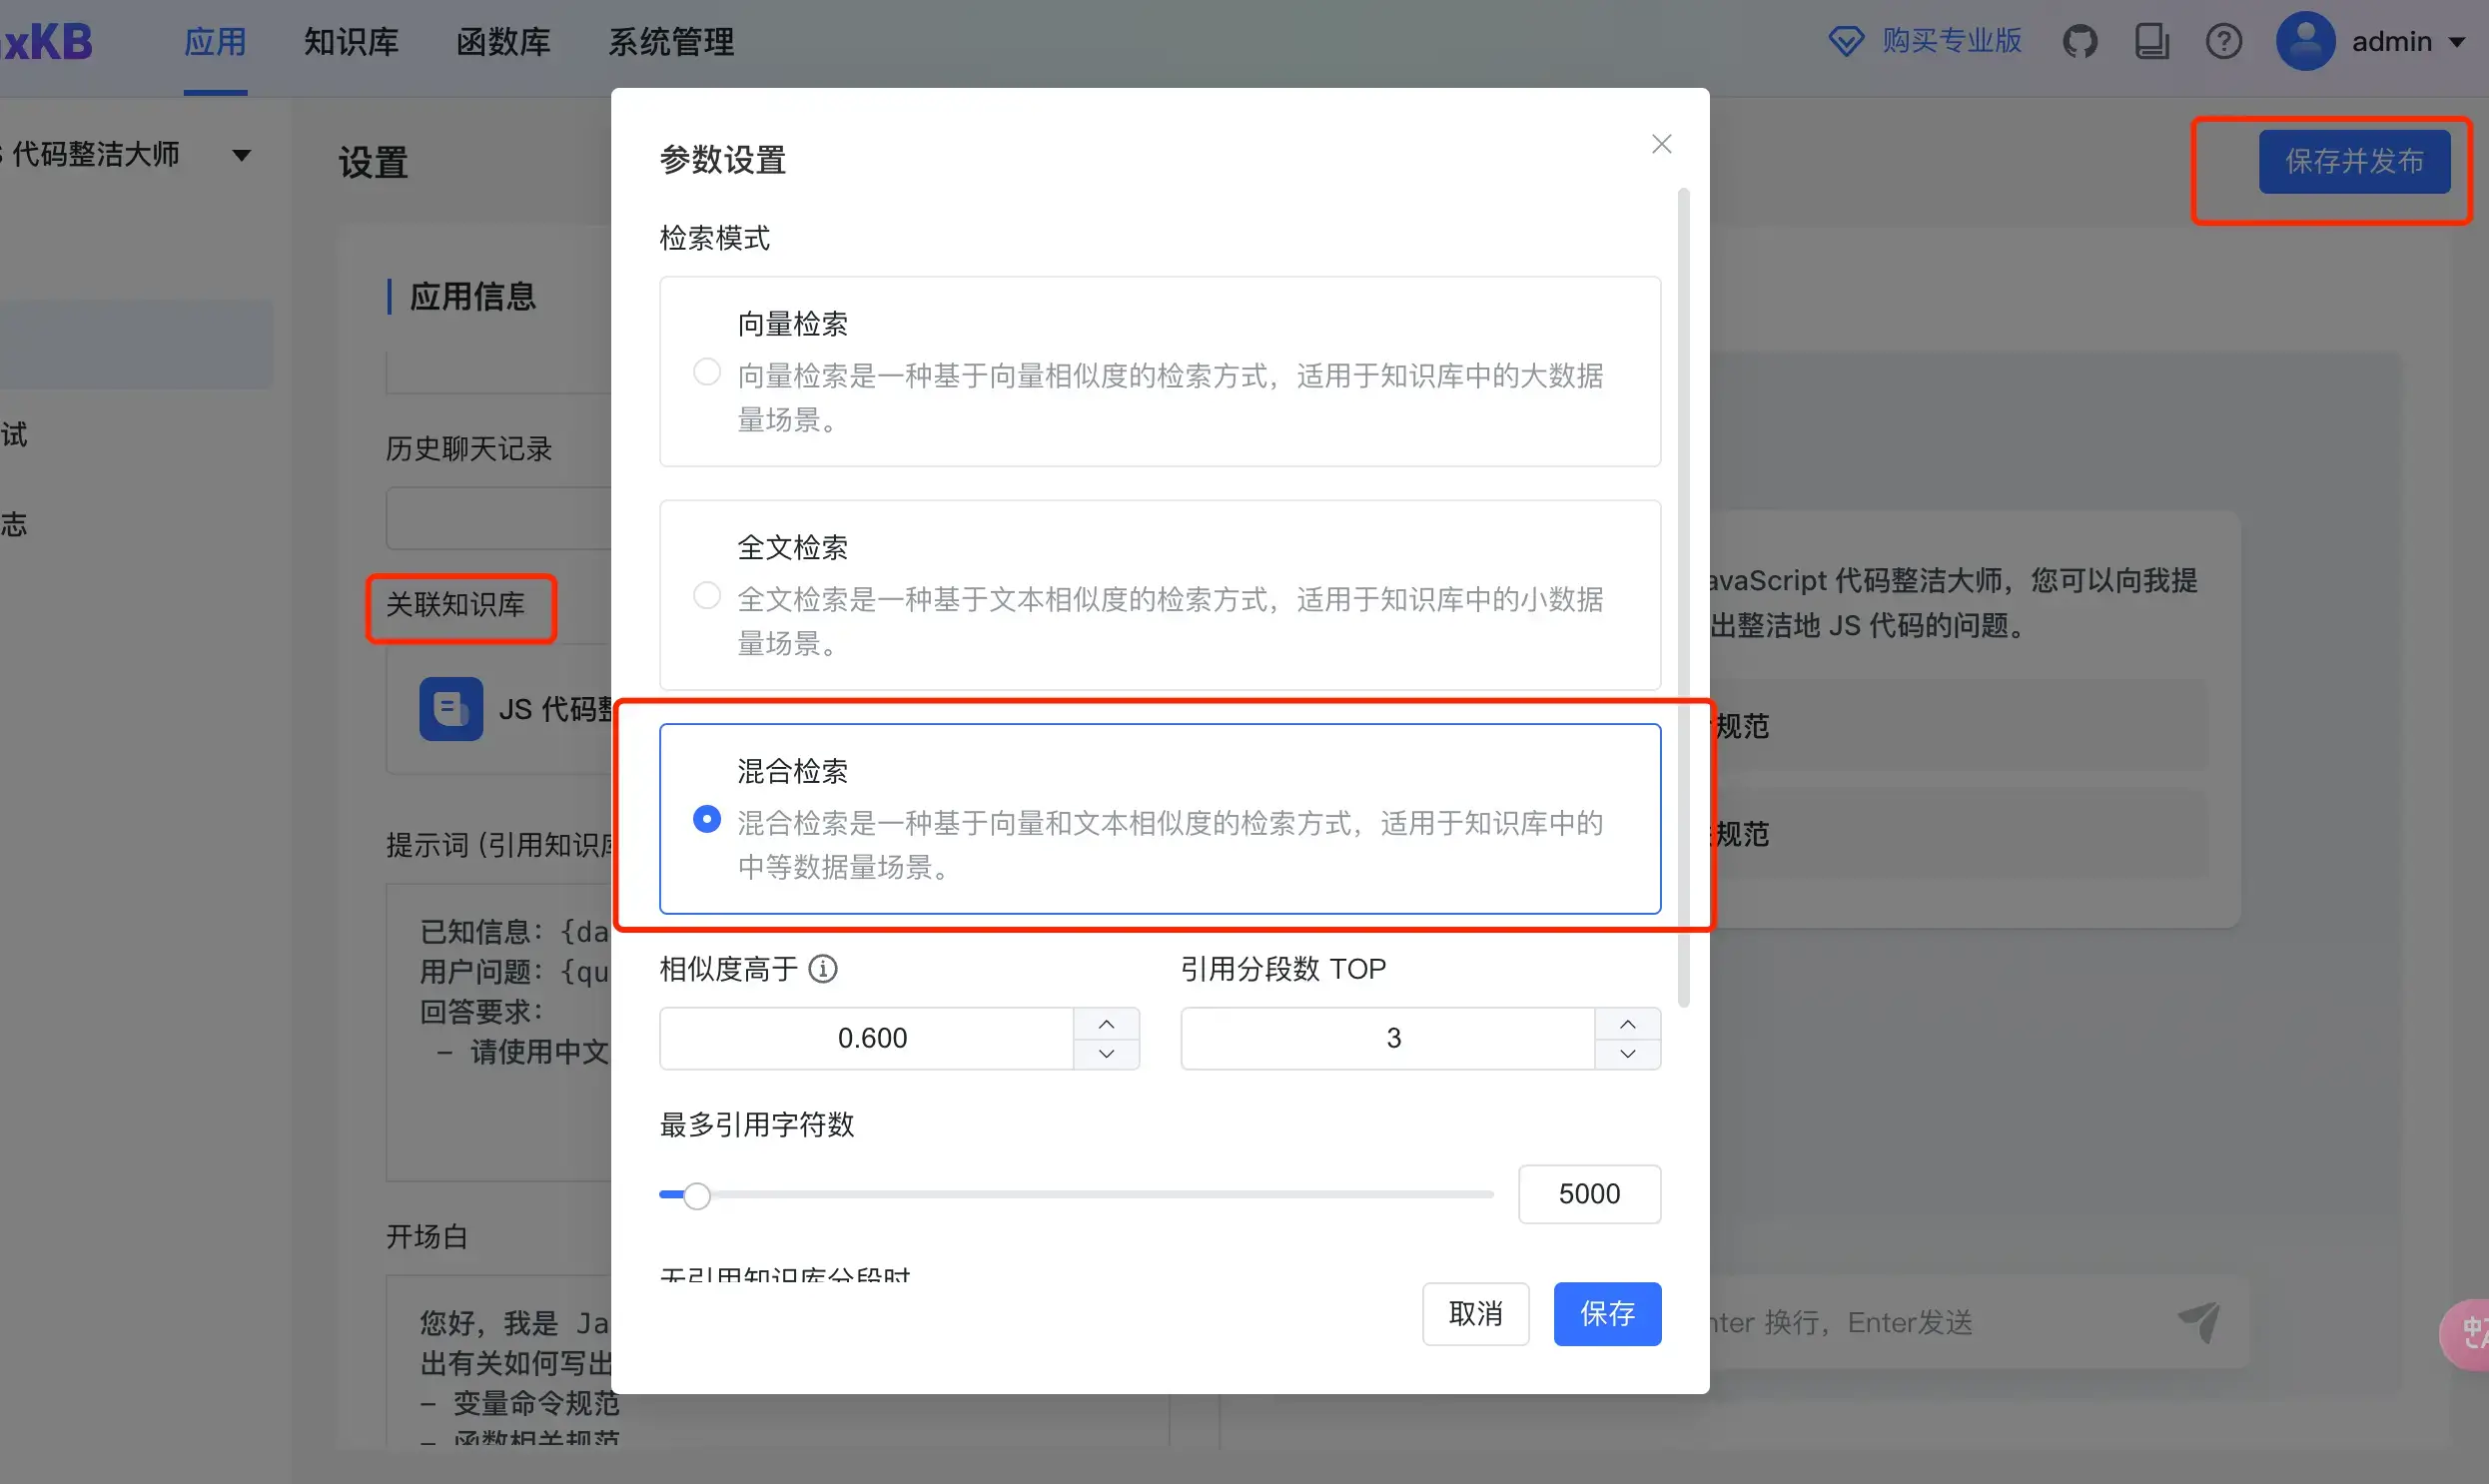 xKB
应用
知识库
函数库
系统管理
购买专业版
admin
代码整洁大师
设置
保存并发布
试
志
应用信息
历史聊天记录
关联知识库
JS 代码整
提示词 (引用知识库
已知信息：{da
用户问题：{qu
回答要求：
- 请使用中文
开场白
您好，我是 Ja
出有关如何写出
- 变量命令规范
- 函数相关规范
参数设置
检索模式
向量检索
向量检索是一种基于向量相似度的检索方式，适用于知识库中的大数据
量场景。
全文检索
全文检索是一种基于文本相似度的检索方式，适用于知识库中的小数据
量场景。
混合检索
混合检索是一种基于向量和文本相似度的检索方式，适用于知识库中的
中等数据量场景。
相似度高于
引用分段数 TOP
0.600
3
最多引用字符数
5000
无引用知识库分段时
取消
保存
avaScript 代码整洁大师，您可以向我提
出整洁地 JS 代码的问题。
规范
规范
nter 换行，Enter发送
中